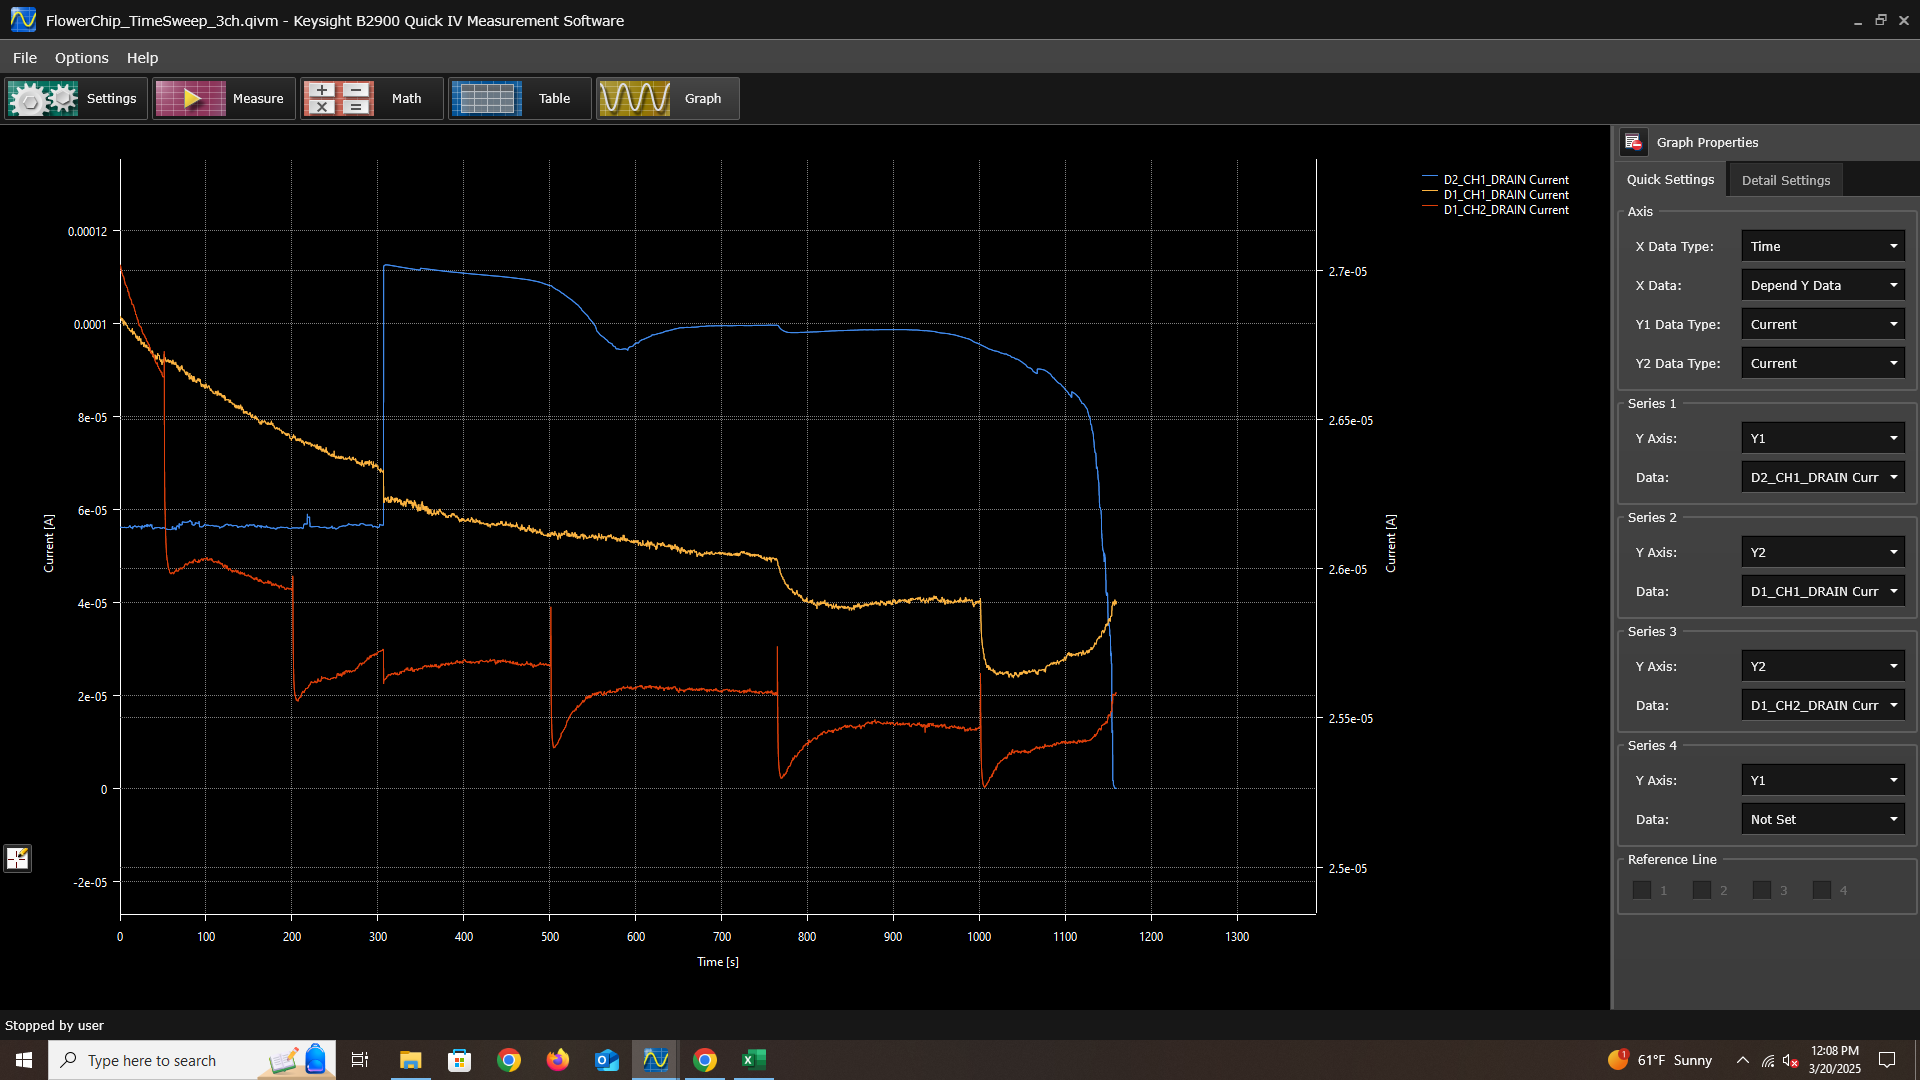 FlowerChip_TimeSweep_3ch.qivm - Keysight B2900 Quick IV Measurement Software
File Options Help
Settings Measure Math Table Graph
Graph Properties
Quick Settings Detail Settings
D2_CH1_DRAIN Current
D1_CH1_DRAIN Current
D1_CH2_DRAIN Current
0.00012
0.0001
8e-05
6e-05
4e-05
2e-05
0
-2e-05
Current [A]
2.7e-05
2.65e-05
2.6e-05
2.55e-05
2.5e-05
Current [A]
0 100 200 300 400 500 600 700 800 900 1000 1100 1200 1300
Time [s]
Axis
X Data Type: Time
X Data: Depend Y Data
Y1 Data Type: Current
Y2 Data Type: Current
Series 1
Y Axis: Y1
Data: D2_CH1_DRAIN Curr
Series 2
Y Axis: Y2
Data: D1_CH1_DRAIN Curr
Series 3
Y Axis: Y2
Data: D1_CH2_DRAIN Curr
Series 4
Y Axis: Y1
Data: Not Set
Reference Line
1 2 3 4
Stopped by user
Type here to search
1
61°F Sunny
12:08 PM
3/20/2025